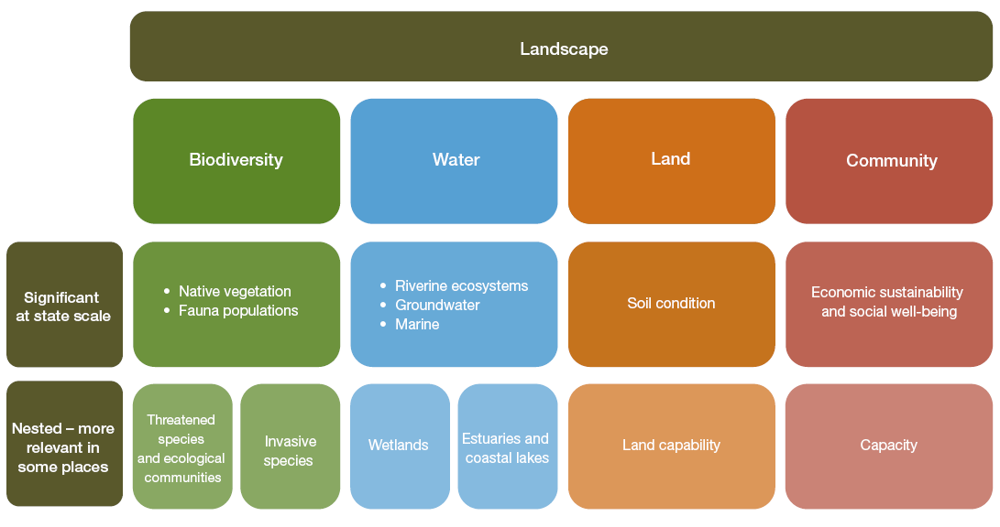 Landscape
Biodiversity
Water
Land
Community
Significant
at state scale
• Native vegetation
• Fauna populations
• Riverine ecosystems
• Groundwater
• Marine
Soil condition
Economic sustainability
and social well-being
Nested – more
relevant in
some places
Threatened
species
and ecological
communities
Invasive
species
Wetlands
Estuaries and
coastal lakes
Land capability
Capacity